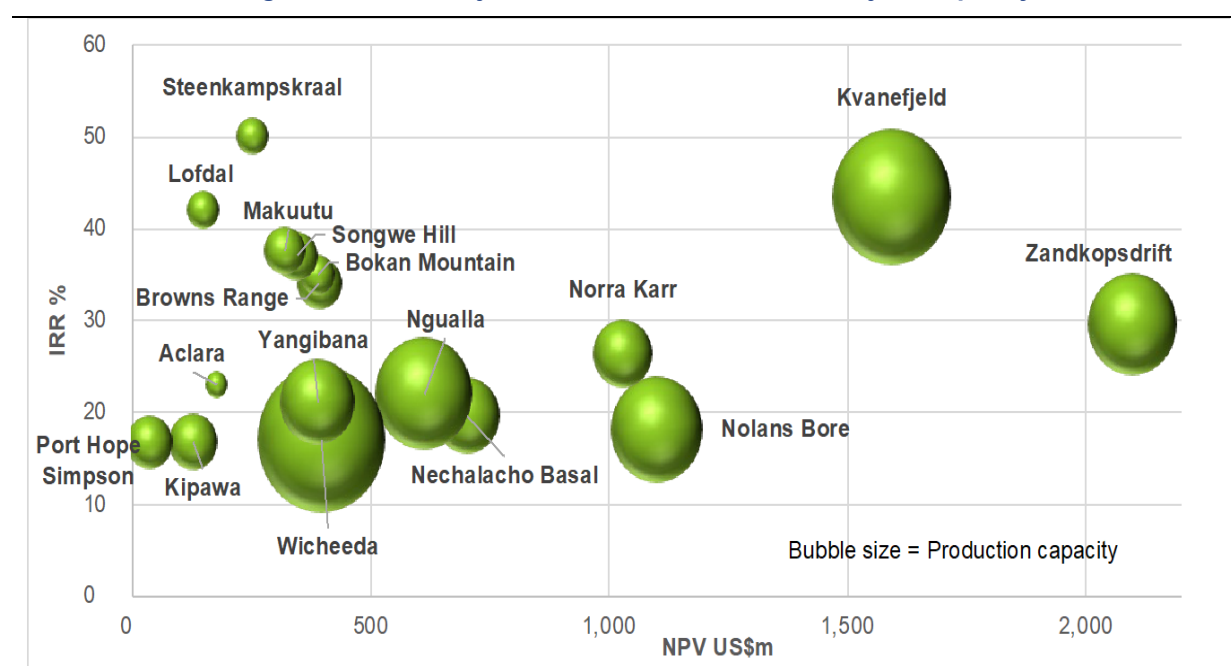 60
Steenkampskraal
Kvanefjeld
50
Lofdal
40
Makuutu
Songwe Hill
Bokan Mountain
Zandkopsdrift
Browns Range
Norra Karr
30
Ngualla
Yangibana
Aclara
IRR %
20
Port Hope
Simpson
Nolans Bore
Kipawa
Nechalacho Basal
10
Wicheeda
Bubble size = Production capacity
0
0 500 1,000 1,500 2,000
NPV US$m